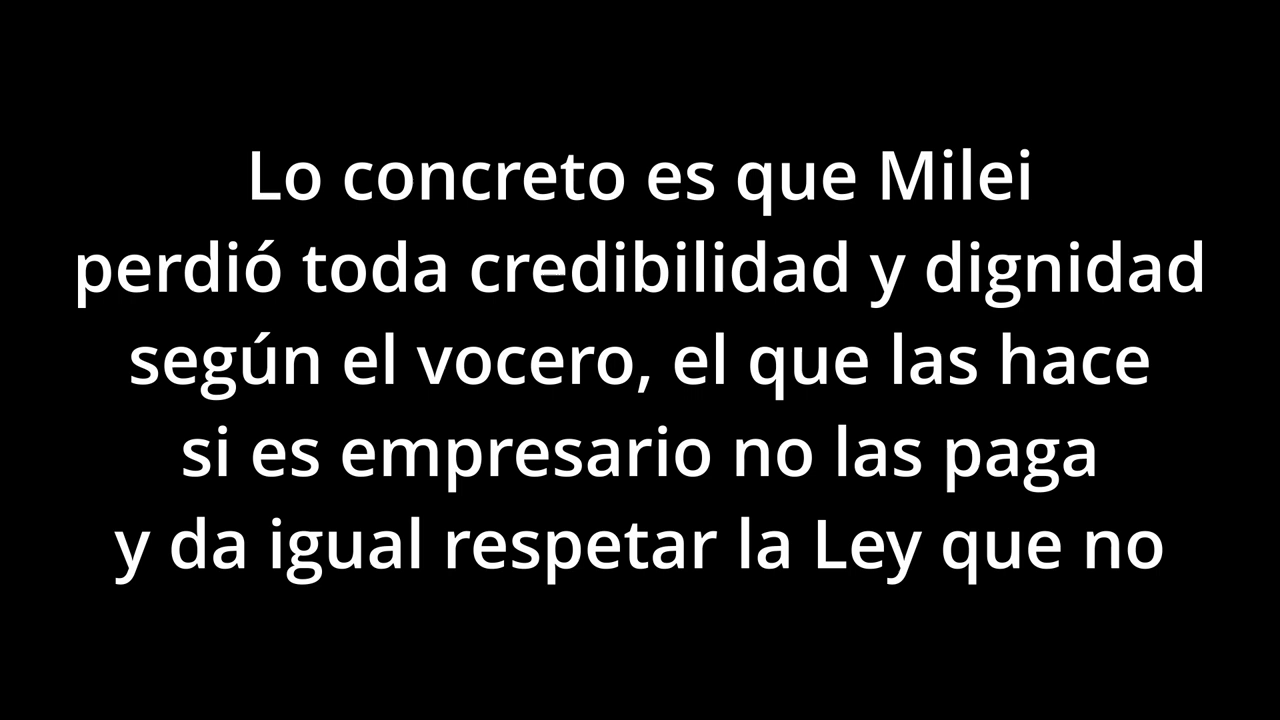 Lo concreto es que Milei
perdió toda credibilidad y dignidad
según el vocero, el que las hace
si es empresario no las paga
y da igual respetar la Ley que no